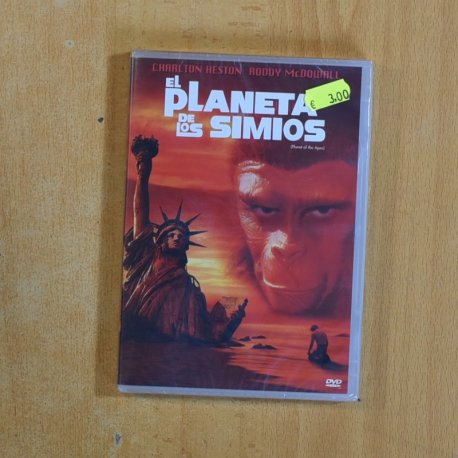 CHARLTON HESTON RODDY McDOWALL
EL
PLANETA
DE
LOS SIMIOS
(Planet of the Apes)
€ 3.00
DVD